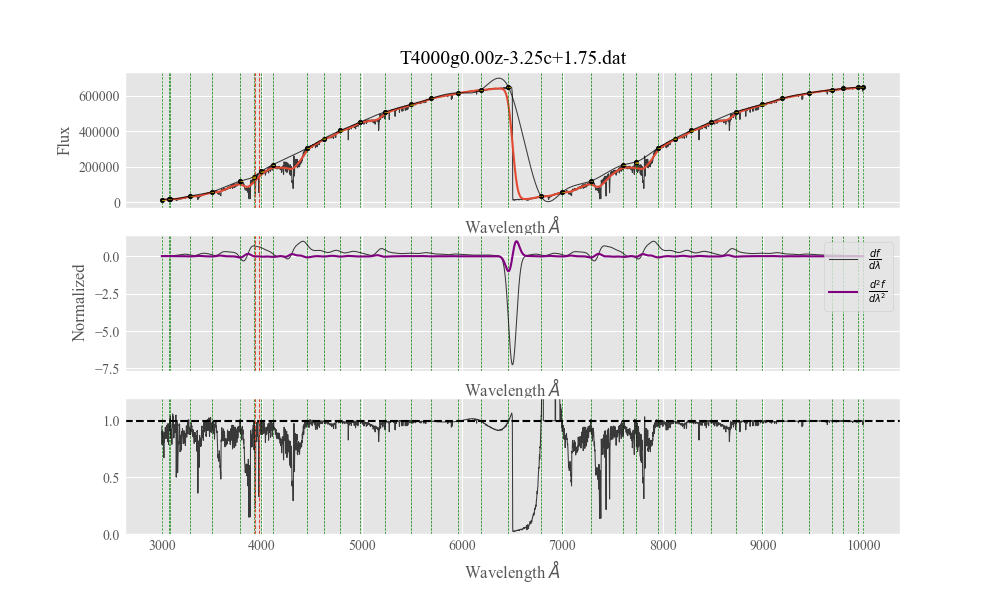 T4000g0.00z-3.25c+1.75.dat
Flux
600000
400000
200000
0
Wavelength Å
Normalized
0.0
−2.5
−5.0
−7.5
df/dλ
d²f/dλ²
Wavelength Å
1.0
0.5
0.0
3000 4000 5000 6000 7000 8000 9000 10000
Wavelength Å